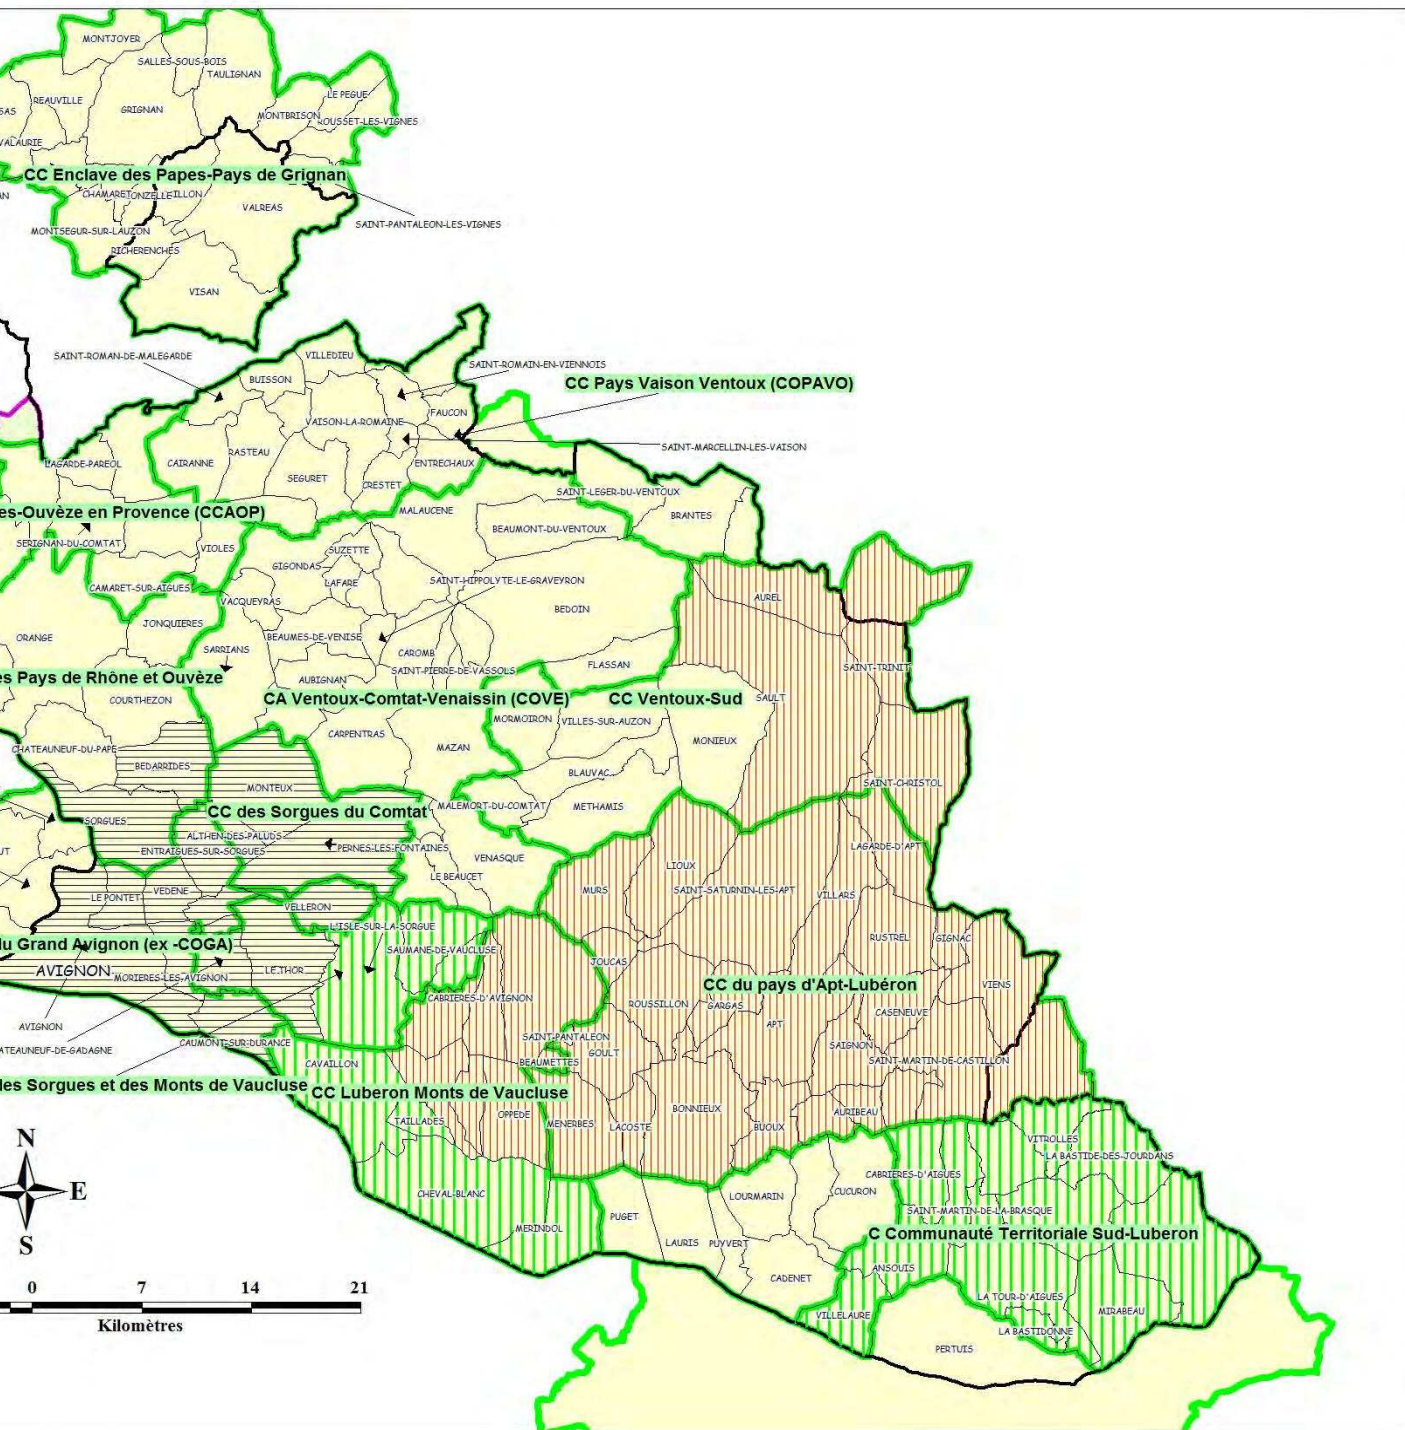 MONTJOYER
SALLES-SOUS-BOIS
TAULIGNAN
LE PEGUE
REAUVILLE
GRIGNAN
MONTBRISON
ROUSSET-LES-VIGNES
VALAURIE
CC Enclave des Papes-Pays de Grignan
CHAMARET
VALREAS
SAINT-PANTALEON-LES-VIGNES
MONTSEGUR-SUR-LAUZON
RICHERENCHES
VISAN
SAINT-ROMAN-DE-MALEGARDE
VILLEDIEU
SAINT-ROMAIN-EN-VIENNOIS
BUISSON
CC Pays Vaison Ventoux (COPAVO)
FAUCON
VAISON-LA-ROMAINE
SAINT-MARCELLIN-LES-VAISON
RASTEAU
LAGARDE-PAREOL
CAIRANNE
ENTRECHAUX
SEGURET
CRESTET
SAINT-LEGER-DU-VENTOUX
es-Ouvèze en Provence (CCAOP)
MALAUCENE
BRANTES
BEAUMONT-DU-VENTOUX
SERIGNAN-DU-COMTAT
VIOLES
SUZETTE
GIGONDAS
LAFARE
SAINT-HIPPOLYTE-LE-GRAVEYRON
CAMARET-SUR-AIGUES
AUREL
VACQUEYRAS
BEDOIN
JONQUIERES
ORANGE
BEAUMES-DE-VENISE
SARRIANS
CAROMB
FLASSAN
SAINT-TRINIT
SAINT-PIERRE-DE-VASSOLS
es Pays de Rhône et Ouvèze
AUBIGNAN
COURTHEZON
CA Ventoux-Comtat-Venaissin (COVE)
CC Ventoux-Sud
SAULT
MORMOIRON
VILLES-SUR-AUZON
CARPENTRAS
MONIEUX
CHATEAUNEUF-DU-PAPE
MAZAN
BEDARRIDES
BLAUVAC
SAINT-CHRISTOL
MONTEUX
MALEMORT-DU-COMTAT
METHAMIS
CC des Sorgues du Comtat
SORGUES
ALTHEN-DES-PALUDS
PERNES-LES-FONTAINES
LAGARDE-D'APT
UT
ENTRAIGUES-SUR-SORGUES
VENASQUE
LIOUX
LE BEAUCET
MURS
SAINT-SATURNIN-LES-APT
VILLARS
LE PONTET
VEDENE
VELLERON
L'ISLE-SUR-LA-SORGUE
RUSTREL
GIGNAC
du Grand Avignon (ex -COGA)
SAUMANE-DE-VAUCLUSE
JOUCAS
AVIGNON
MORIERES-LES-AVIGNON
LE THOR
CC du pays d'Apt-Lubéron
VIENS
CABRIERES-D'AVIGNON
ROUSSILLON
GARGAS
CASENEUVE
AVIGNON
APT
SAINT-PANTALEON
CAUMONT-SUR-DURANCE
SAIGNON
ATEAUNEUF-DE-GADAGNE
GOULT
CAVAILLON
BEAUMETTES
SAINT-MARTIN-DE-CASTILLON
des Sorgues et des Monts de Vaucluse
CC Luberon Monts de Vaucluse
BONNIEUX
AURIBEAU
OPPEDE
TAILLADES
MENERBES
LACOSTE
BUOUX
N
E
S
VITROLLES
LA BASTIDE-DES-JOURDANS
CABRIERES-D'AIGUES
CHEVAL-BLANC
LOURMARIN
CUCURON
SAINT-MARTIN-DE-LA-BRASQUE
PUGET
MERINDOL
C Communauté Territoriale Sud-Luberon
LAURIS
PUYVERT
ANSOUIS
CADENET
LA TOUR-D'AIGUES
MIRABEAU
VILLELAURE
LA BASTIDONNE
PERTUIS
0 7 14 21
Kilomètres